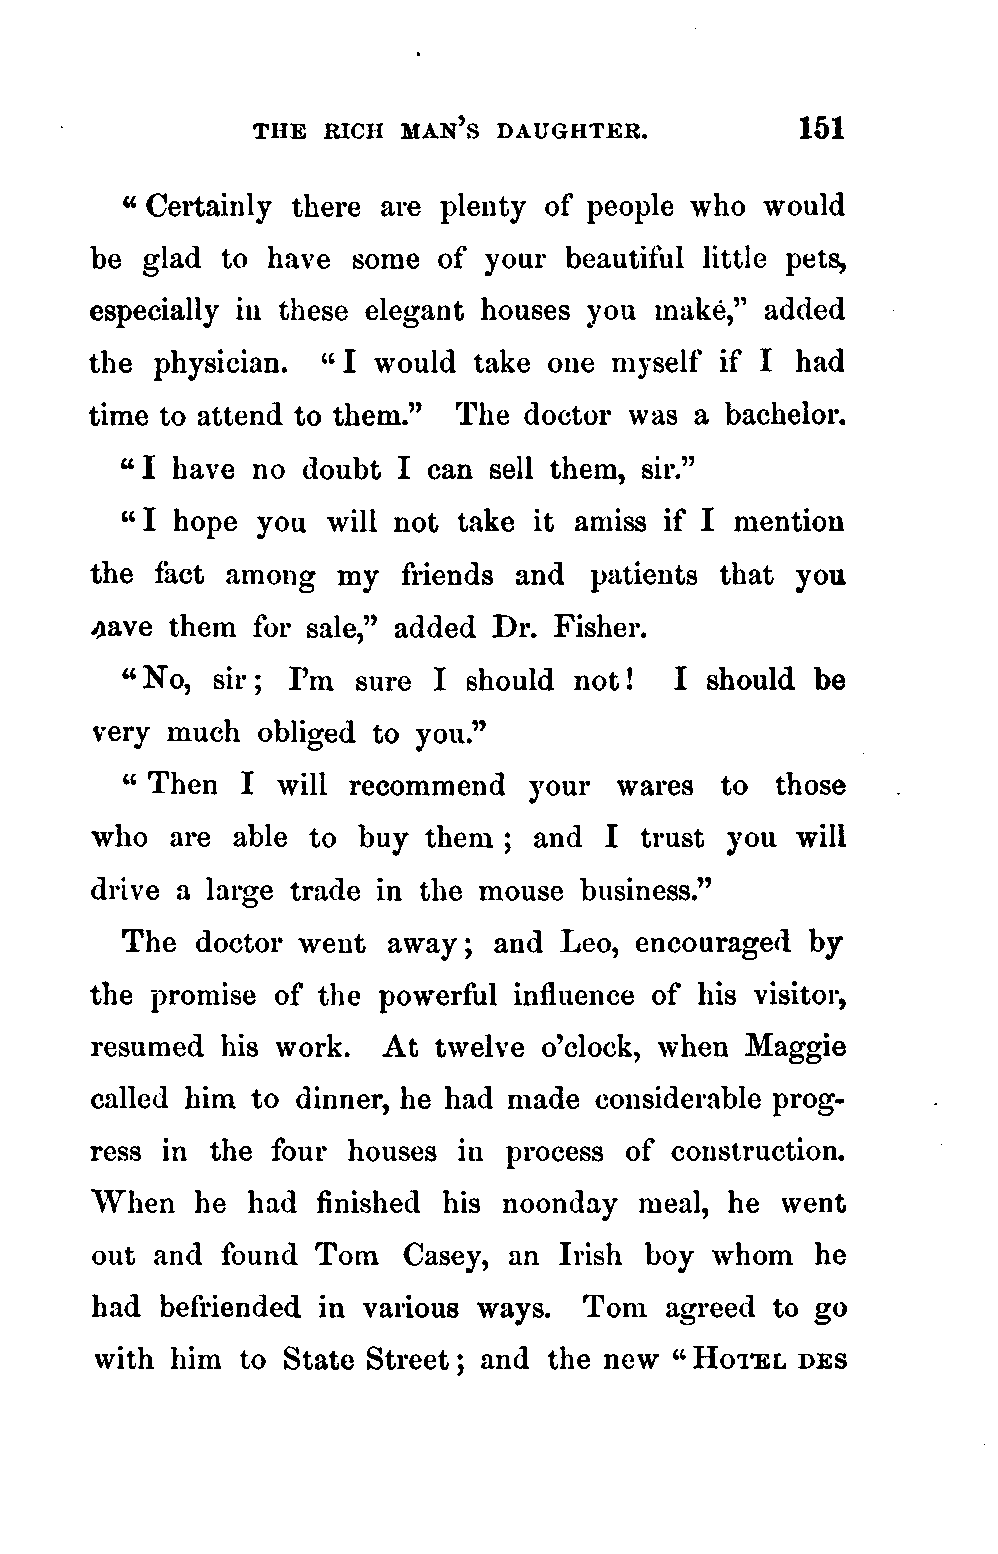 THE RICH MAN'S DAUGHTER. 151
“Certainly there are plenty of people who would
be glad to have some of your beautiful little pets,
especially in these elegant houses you make,” added
the physician. “I would take one myself if I had
time to attend to them.” The doctor was a bachelor.
“I have no doubt I can sell them, sir.”
“I hope you will not take it amiss if I mention
the fact among my friends and patients that you
have them for sale,” added Dr. Fisher.
“No, sir; I'm sure I should not! I should be
very much obliged to you.”
“Then I will recommend your wares to those
who are able to buy them; and I trust you will
drive a large trade in the mouse business.”
The doctor went away; and Leo, encouraged by
the promise of the powerful influence of his visitor,
resumed his work. At twelve o'clock, when Maggie
called him to dinner, he had made considerable prog-
ress in the four houses in process of construction.
When he had finished his noonday meal, he went
out and found Tom Casey, an Irish boy whom he
had befriended in various ways. Tom agreed to go
with him to State Street; and the new “HOTEL DES